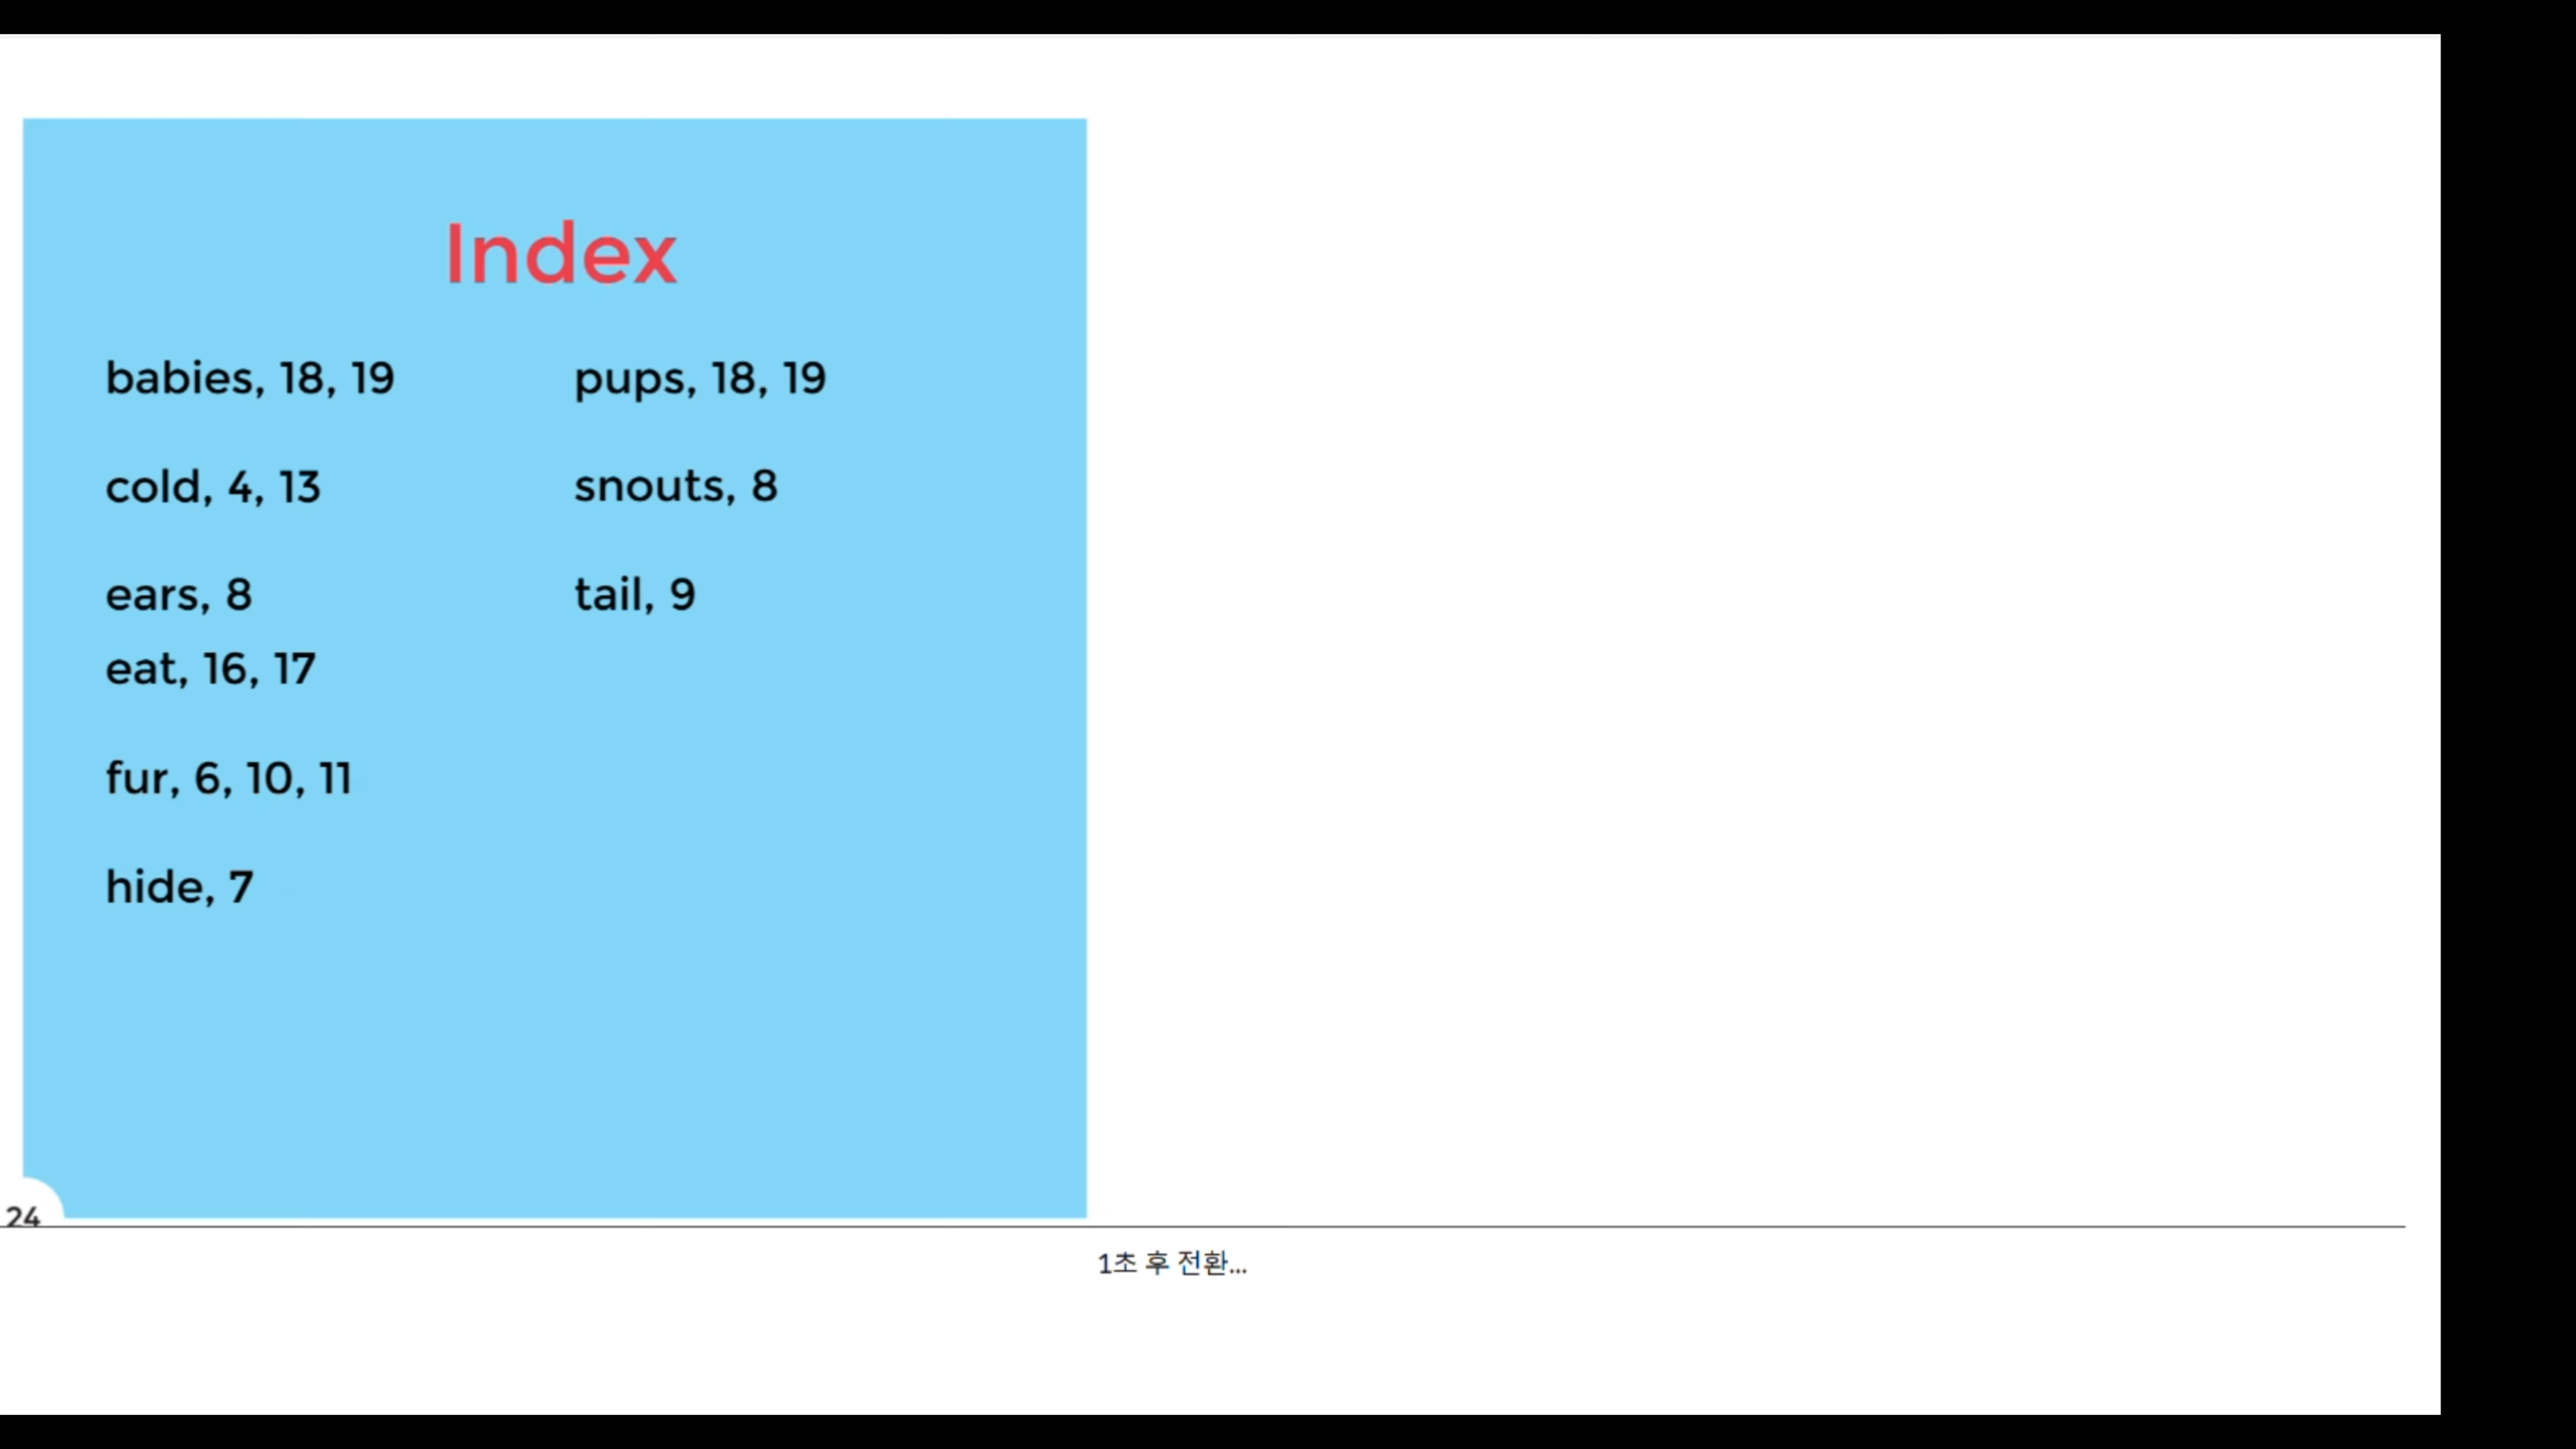 Index
babies, 18, 19
cold, 4, 13
ears, 8
eat, 16, 17
fur, 6, 10, 11
hide, 7
pups, 18, 19
snouts, 8
tail, 9
24
1초 후 전환...